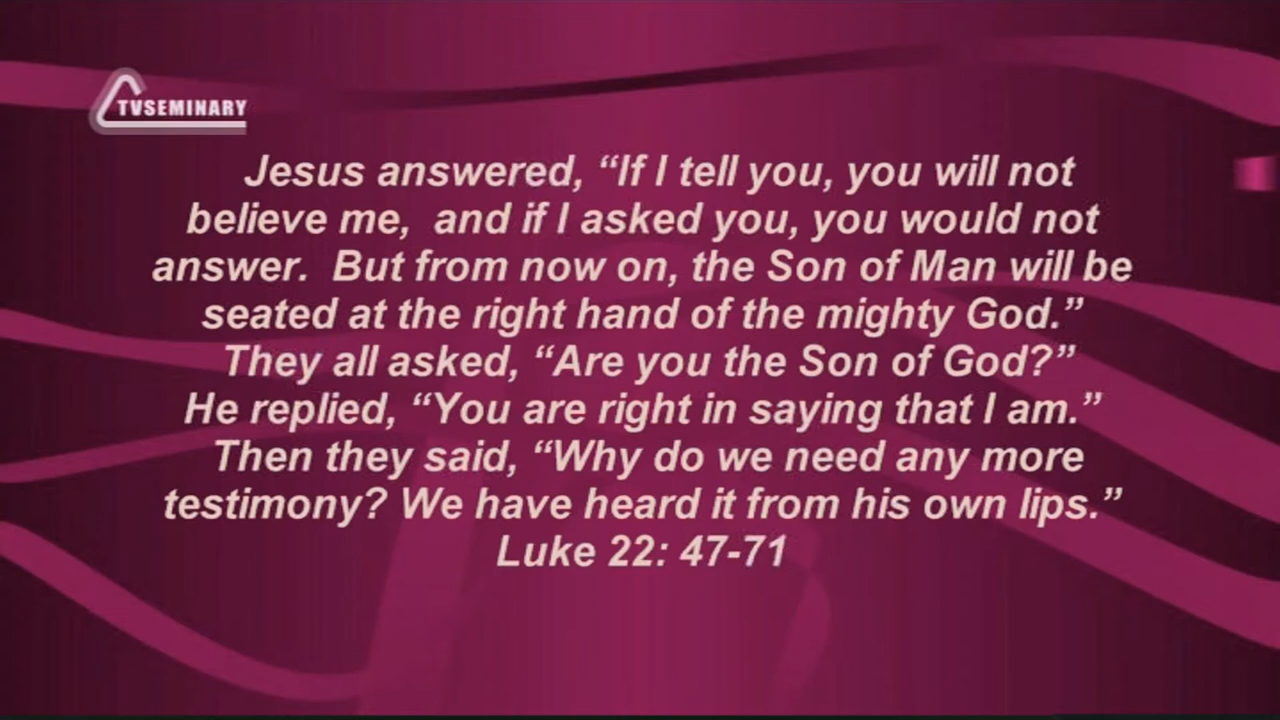 TVSEMINARY
Jesus answered, “If I tell you, you will not
believe me,  and if I asked you, you would not
answer.  But from now on, the Son of Man will be
seated at the right hand of the mighty God.”
They all asked, “Are you the Son of God?”
He replied, “You are right in saying that I am.”
Then they said, “Why do we need any more
testimony? We have heard it from his own lips.”
Luke 22: 47-71